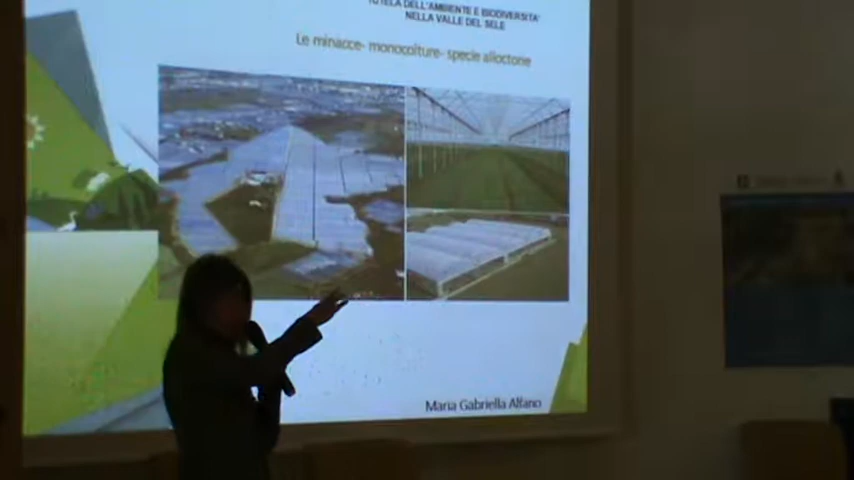 TUTELA DELL'AMBIENTE E BIODIVERSITA'
NELLA VALLE DEL SELE
Le minacce- monocolture- specie alloctone
Maria Gabriella Alfano